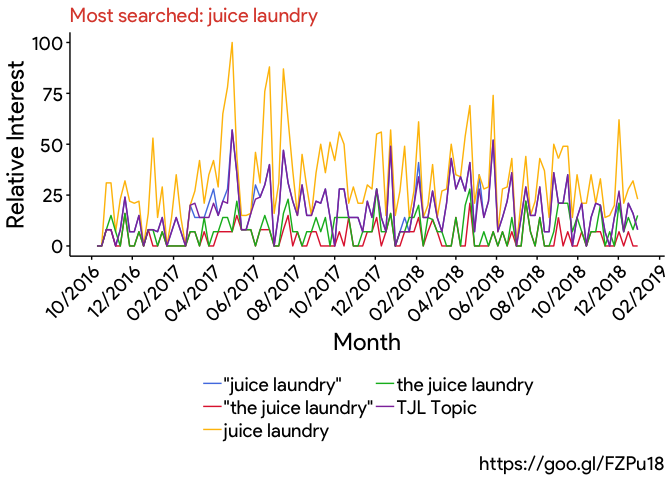 Most searched: juice laundry
Relative Interest
100
75
50
25
0
10/2016
12/2016
02/2017
04/2017
06/2017
08/2017
10/2017
12/2017
02/2018
04/2018
06/2018
08/2018
10/2018
12/2018
02/2019
Month
"juice laundry"
the juice laundry
"the juice laundry"
TJL Topic
juice laundry
https://goo.gl/FZPu18